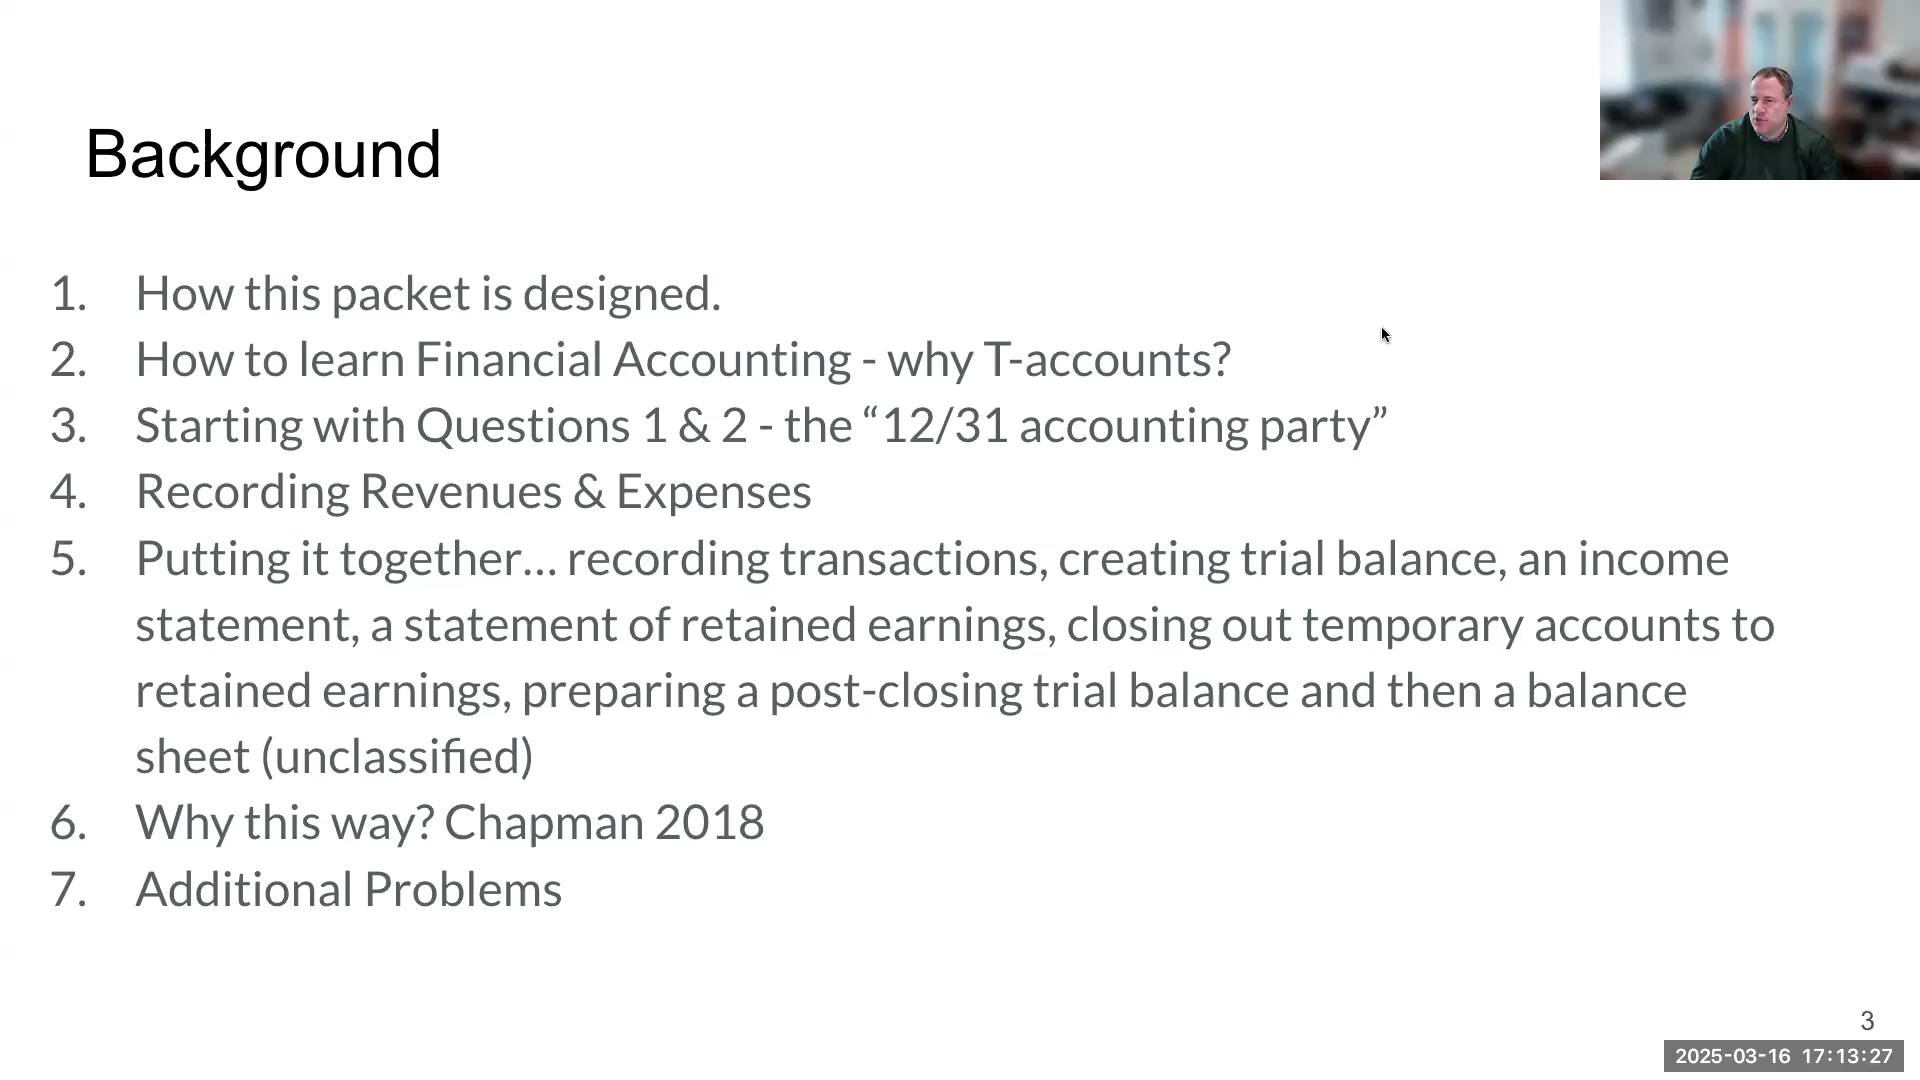 Background
1. How this packet is designed.
2. How to learn Financial Accounting - why T-accounts?
3. Starting with Questions 1 & 2 - the “12/31 accounting party”
4. Recording Revenues & Expenses
5. Putting it together… recording transactions, creating trial balance, an income
statement, a statement of retained earnings, closing out temporary accounts to
retained earnings, preparing a post-closing trial balance and then a balance
sheet (unclassified)
6. Why this way? Chapman 2018
7. Additional Problems
3
2025-03-16 17:13:27